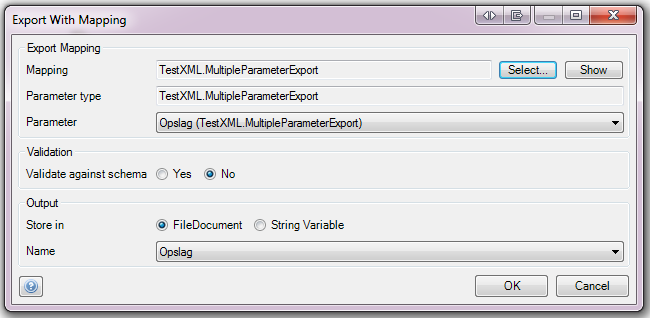 Export With Mapping
Export Mapping
Mapping TestXML.MultipleParameterExport Select... Show
Parameter type TestXML.MultipleParameterExport
Parameter Opslag (TestXML.MultipleParameterExport)
Validation
Validate against schema Yes No
Output
Store in FileDocument String Variable
Name Opslag
? OK Cancel